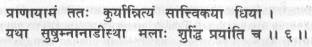 प्राणायामं ततः कुर्यान्नित्यं सात्त्विकया धिया ।
यथा सुषुम्नानाडीस्था मलाः शुद्धिं प्रयांति च ।। ६ ।।